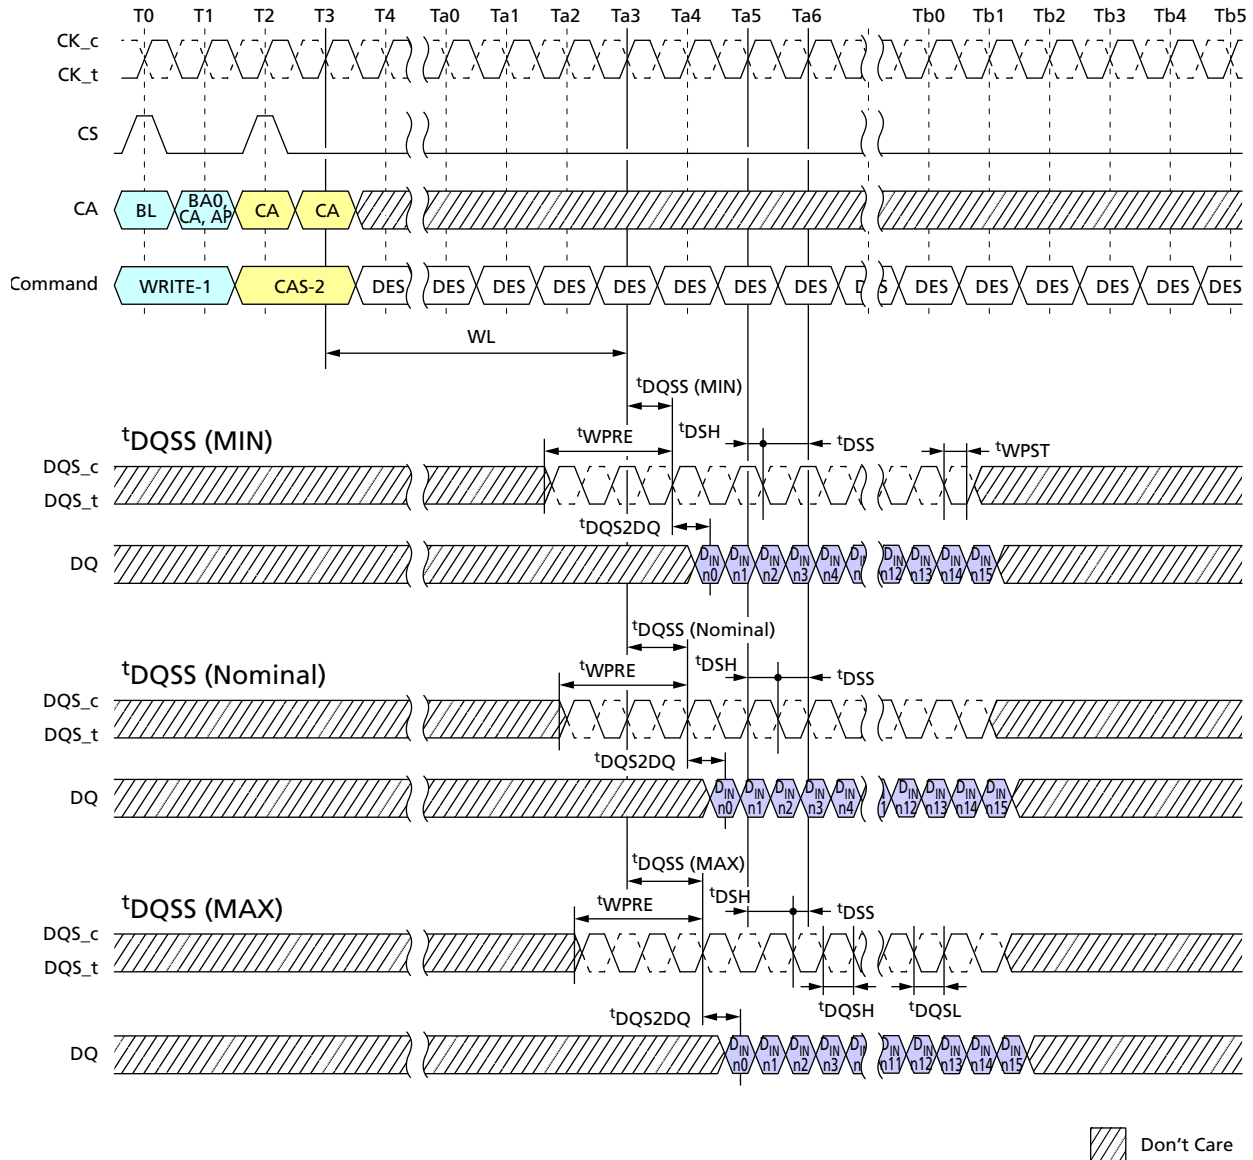 T0 T1 T2 T3 T4 Ta0 Ta1 Ta2 Ta3 Ta4 Ta5 Ta6 Tb0 Tb1 Tb2 Tb3 Tb4 Tb5
CK_c
CK_t
CS
CA BL BA0, CA, AP CA CA
Command WRITE-1 CAS-2 DES DES DES DES DES DES DES DES DES DES DES DES DES DES DES
WL
tDQSS (MIN)
tDQSS (MIN) tWPRE tDSH tDSS tWPST
DQS_c
DQS_t
tDQS2DQ
DQ DIN n0 DIN n1 DIN n2 DIN n3 DIN n4 DIN n12 DIN n13 DIN n14 DIN n15
tDQSS (Nominal)
tDQSS (Nominal) tWPRE tDSH tDSS
DQS_c
DQS_t
tDQS2DQ
DQ DIN n0 DIN n1 DIN n2 DIN n3 DIN n4 DIN n12 DIN n13 DIN n14 DIN n15
tDQSS (MAX)
tDQSS (MAX) tWPRE tDSH tDSS
DQS_c
DQS_t
tDQSH tDQSL
tDQS2DQ
DQ DIN n0 DIN n1 DIN n2 DIN n3 DIN n11 DIN n12 DIN n13 DIN n14 DIN n15
Don't Care